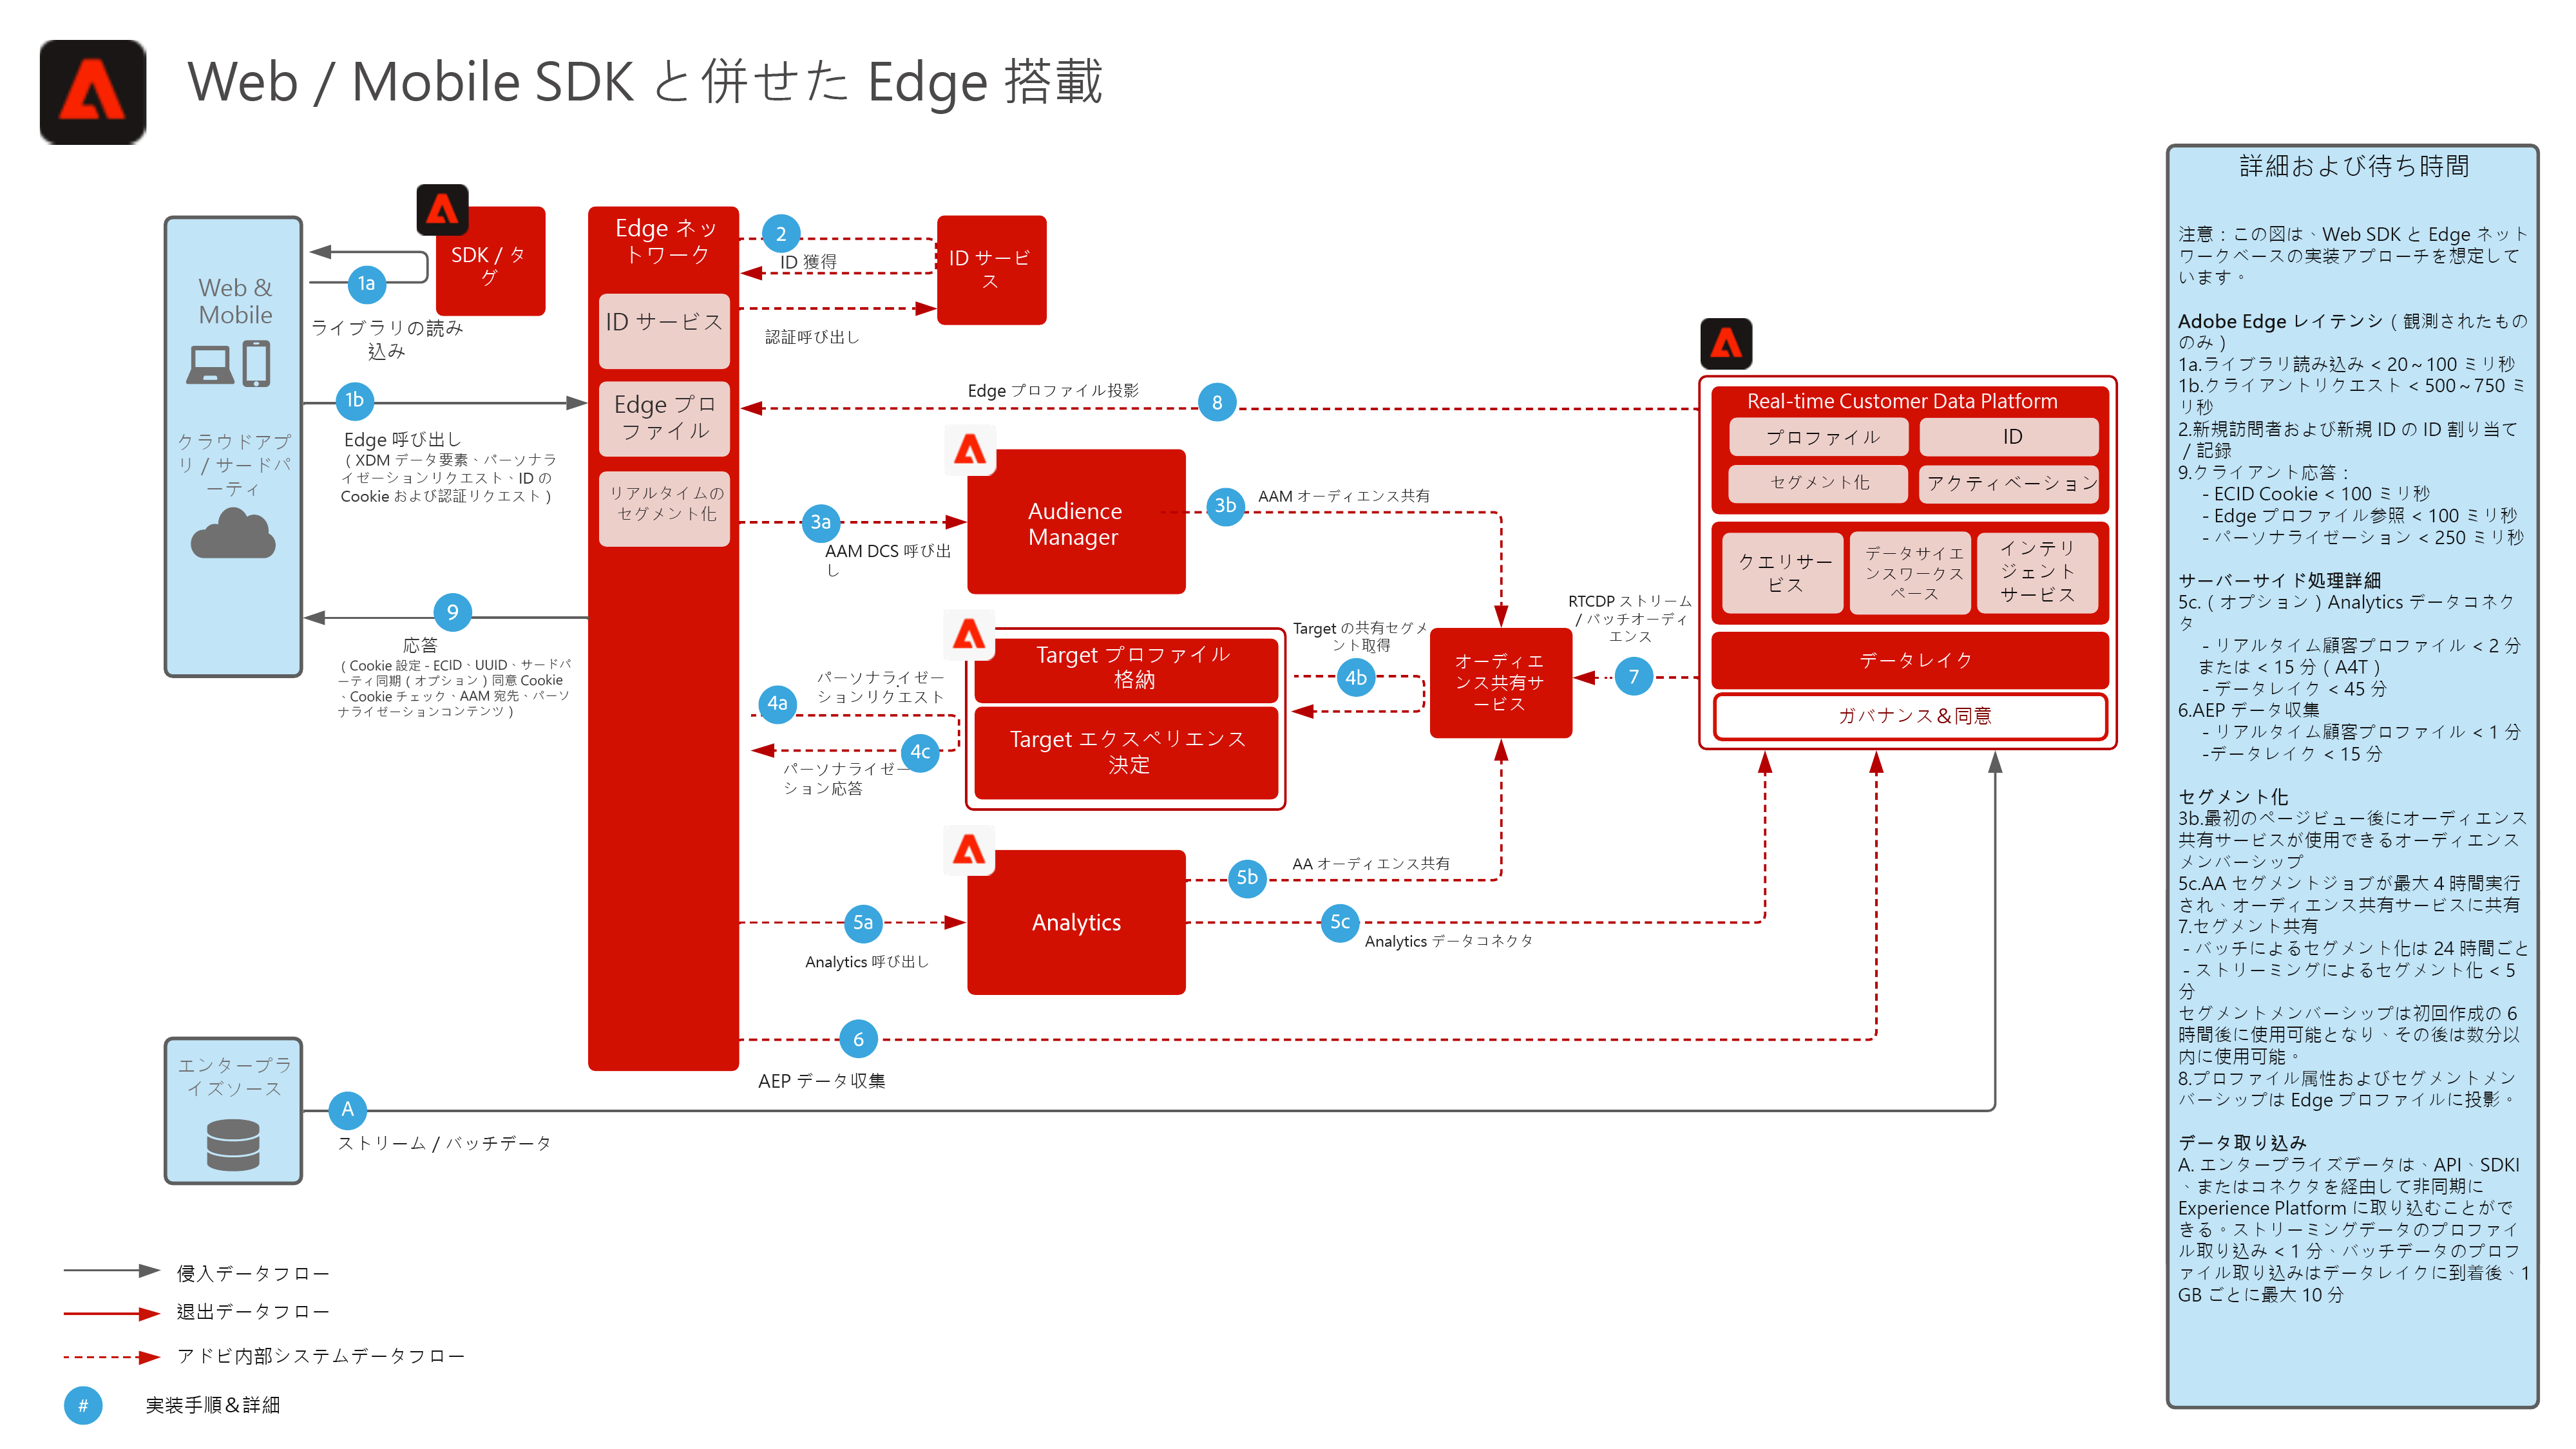 Web / Mobile SDK と併せた Edge 搭載
Web &
Mobile
クラウドアプ
リ / サードパ
ーティ
SDK / タ
グ
1a
ライブラリの読み
込み
1b
Edge 呼び出し
( XDM データ要素、パーソナラ
イゼーションリクエスト、ID の
Cookie および認証リクエスト )
9
応答
( Cookie 設定 - ECID、UUID、サードパ
ーティ同期 ( オプション ) 同意 Cookie
、Cookie チェック、AAM 宛先、パーソ
ナライゼーションコンテンツ )
Edge ネッ
トワーク
ID サービス
Edge プロ
ファイル
リアルタイムの
セグメント化
2
ID 獲得
認証呼び出し
ID サービ
ス
Edge プロファイル投影
8
3a
AAM DCS 呼び出
し
Audience
Manager
3b
AAM オーディエンス共有
4a
パーソナライゼー
ションリクエスト
4c
パーソナライゼー
ション応答
Target プロファイル
格納
Target エクスペリエンス
決定
Target の共有セグメ
ント取得
4b
オーディエ
ンス共有サ
ービス
RTCDP ストリーム
/ バッチオーディ
エンス
7
5a
Analytics 呼び出し
Analytics
5b
AA オーディエンス共有
5c
Analytics データコネクタ
6
AEP データ収集
Real-time Customer Data Platform
プロファイル
ID
セグメント化
アクティベーション
クエリサー
ビス
データサイエ
ンスワークス
ペース
インテリ
ジェント
サービス
データレイク
ガバナンス＆同意
エンタープラ
イズソース
A
ストリーム / バッチデータ
侵入データフロー
退出データフロー
アドビ内部システムデータフロー
#
実装手順＆詳細
詳細および待ち時間
注意：この図は、Web SDK と Edge ネット
ワークベースの実装アプローチを想定して
います。
Adobe Edge レイテンシ ( 観測されたもの
のみ )
1a.ライブラリ読み込み < 20～100 ミリ秒
1b.クライアントリクエスト < 500～750 ミ
リ秒
2.新規訪問者および新規 ID の ID 割り当て
/ 記録
9.クライアント応答：
- ECID Cookie < 100 ミリ秒
- Edge プロファイル参照 < 100 ミリ秒
- パーソナライゼーション < 250 ミリ秒
サーバーサイド処理詳細
5c.( オプション ) Analytics データコネク
タ
- リアルタイム顧客プロファイル < 2 分
または < 15 分 ( A4T )
- データレイク < 45 分
6.AEP データ収集
- リアルタイム顧客プロファイル < 1 分
-データレイク < 15 分
セグメント化
3b.最初のページビュー後にオーディエンス
共有サービスが使用できるオーディエンス
メンバーシップ
5c.AA セグメントジョブが最大 4 時間実行
され、オーディエンス共有サービスに共有
7.セグメント共有
- バッチによるセグメント化は 24 時間ごと
- ストリーミングによるセグメント化 < 5
分
セグメントメンバーシップは初回作成の 6
時間後に使用可能となり、その後は数分以
内に使用可能。
8.プロファイル属性およびセグメントメン
バーシップは Edge プロファイルに投影。
データ取り込み
A. エンタープライズデータは、API、SDKI
、またはコネクタを経由して非同期に
Experience Platform に取り込むことがで
きる。ストリーミングデータのプロファイ
ル取り込み < 1 分、バッチデータのプロフ
ァイル取り込みはデータレイクに到着後、1
GB ごとに最大 10 分